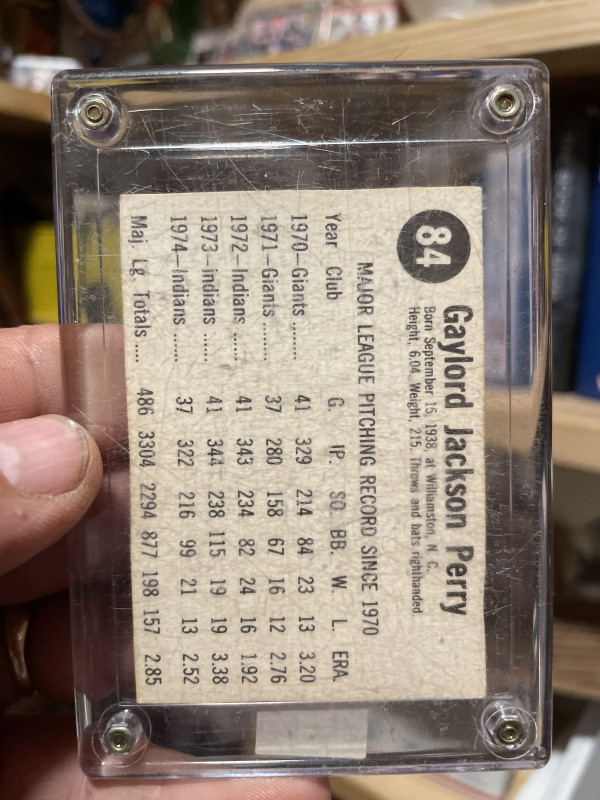 84
Gaylord Jackson Perry
Born September 15, 1938, at Williamston, N. C.
Height, 6.04, Weight, 215. Throws and bats righthanded
MAJOR LEAGUE PITCHING RECORD SINCE 1970
Year Club G. IP. SO. BB. W. L. ERA.
1970—Giants ........ 41 329 214 84 23 13 3.20
1971—Giants ........ 37 280 158 67 16 12 2.76
1972—Indians ...... 41 343 234 82 24 16 1.92
1973—Indians ...... 41 344 238 115 19 19 3.38
1974—Indians ...... 37 322 216 99 21 13 2.52
Maj. Lg. Totals ..... 486 3304 2294 877 198 157 2.85